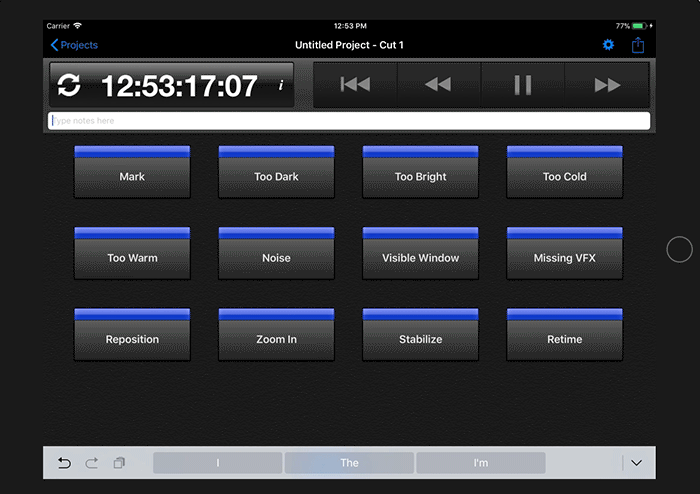 Carrier 12:53 PM 77%
Projects Untitled Project - Cut 1
12:53:17:07 i
Type notes here
Mark Too Dark Too Bright Too Cold
Too Warm Noise Visible Window Missing VFX
Reposition Zoom In Stabilize Retime
I The I'm